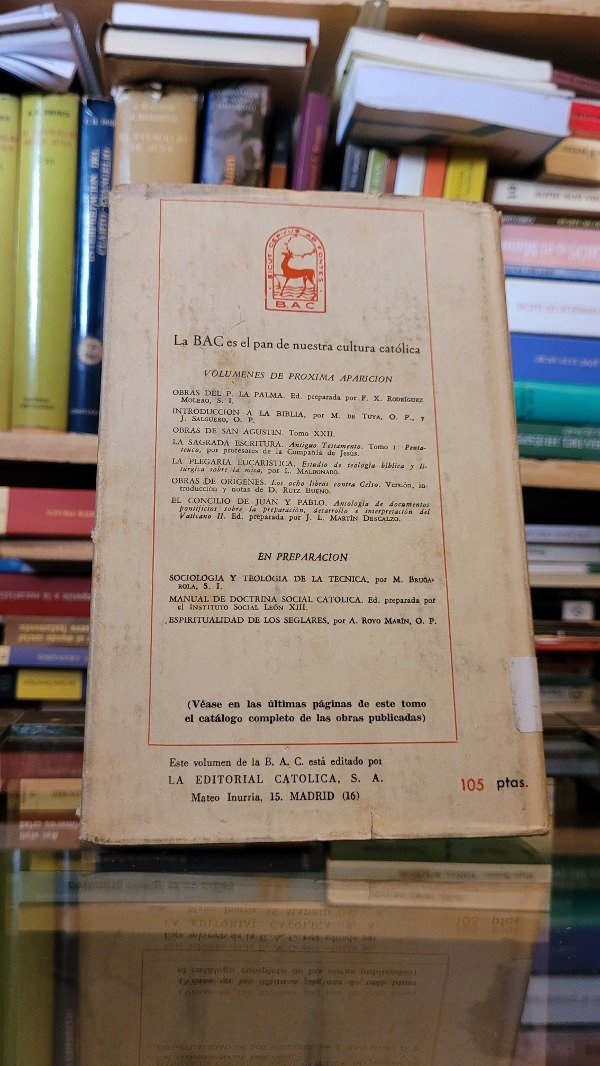 SICUT CERVUS AD FONTES
B.A.C
La BAC es el pan de nuestra cultura católica
VOLUMENES DE PROXIMA APARICION
OBRAS DEL P. LA PALMA. Ed. preparada por F. X. RODRÍGUEZ
MOLERO, S. I.
INTRODUCCION A LA BIBLIA, por M. DE TUYA, O. P., y
J. SALGUERO, O. P.
OBRAS DE SAN AGUSTIN. Tomo XXII.
LA SAGRADA ESCRITURA. Antiguo Testamento. Tomo I: Penta-
teuco, por profesores de la Compañía de Jesús.
LA PLEGARIA EUCARISTICA. Estudio de teología bíblica y li-
túrgica sobre la misa, por L. MALDONADO.
OBRAS DE ORIGENES. Los ocho libros contra Celso. Versión, in-
troducción y notas de D. RUIZ BUENO.
EL CONCILIO DE JUAN Y PABLO. Antología de documentos
pontificios sobre la preparación, desarrollo e interpretación del
Vaticano II. Ed. preparada por J. L. MARTÍN DESCALZO.
EN PREPARACION
SOCIOLOGIA Y TEOLOGIA DE LA TECNICA, por M. BRUGA-
ROLA, S. I.
MANUAL DE DOCTRINA SOCIAL CATOLICA. Ed. preparada por
el INSTITUTO SOCIAL LEÓN XIII.
ESPIRITUALIDAD DE LOS SEGLARES, por A. ROYO MARÍN, O. P.
(Véase en las últimas páginas de este tomo
el catálogo completo de las obras publicadas)
Este volumen de la B. A. C. está editado por
LA EDITORIAL CATOLICA, S. A.
Mateo Inurria, 15. MADRID (16)
105 ptas.